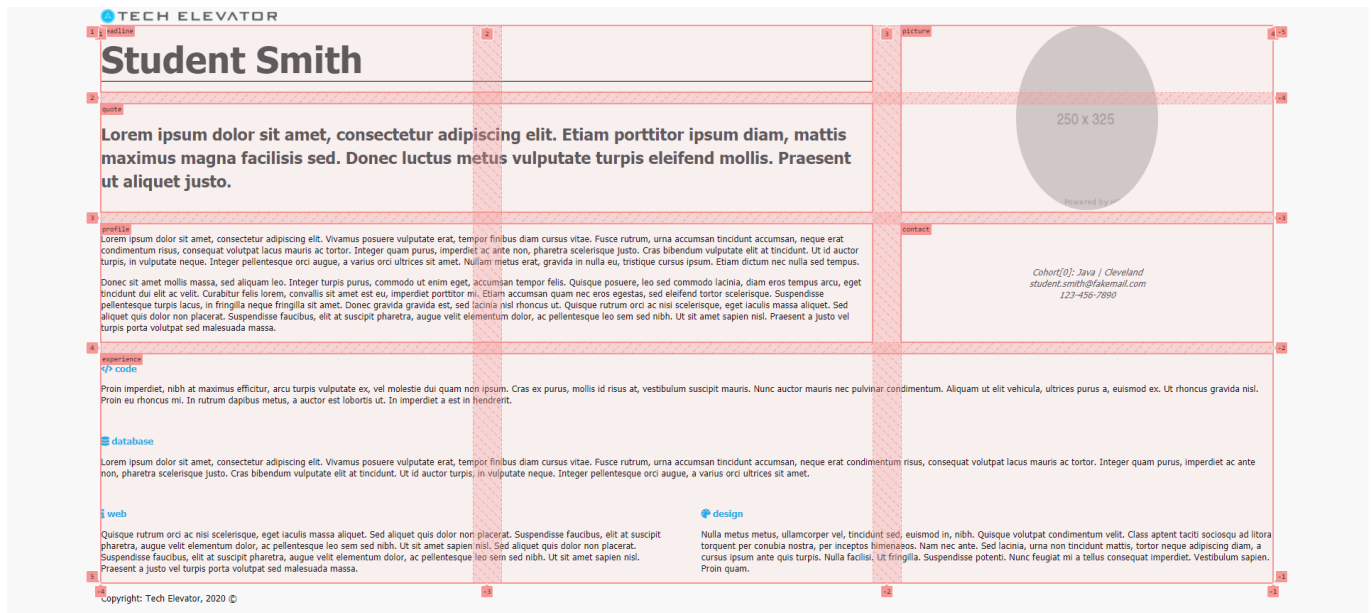 TECH ELEVATOR
1
1
headline
2
3
picture
4
-5
Student Smith
2
-4
quote
250 x 325
Lorem ipsum dolor sit amet, consectetur adipiscing elit. Etiam porttitor ipsum diam, mattis
maximus magna facilisis sed. Donec luctus metus vulputate turpis eleifend mollis. Praesent
ut aliquet justo.
Powered by
3
-3
profile
contact
Lorem ipsum dolor sit amet, consectetur adipiscing elit. Vivamus posuere vulputate erat, tempor finibus diam cursus vitae. Fusce rutrum, urna accumsan tincidunt accumsan, neque erat
condimentum risus, consequat volutpat lacus mauris ac tortor. Integer quam purus, imperdiet ac ante non, pharetra scelerisque justo. Cras bibendum vulputate elit at tincidunt. Ut id auctor
turpis, in vulputate neque. Integer pellentesque orci augue, a varius orci ultrices sit amet. Nullam metus erat, gravida in nulla eu, tristique cursus ipsum. Etiam dictum nec nulla sed tempus.
Donec sit amet mollis massa, sed aliquam leo. Integer turpis purus, commodo ut enim eget, accumsan tempor felis. Quisque posuere, leo sed commodo lacinia, diam eros tempus arcu, eget
tincidunt dui elit ac velit. Curabitur felis lorem, convallis sit amet est eu, imperdiet porttitor mi. Etiam accumsan quam nec eros egestas, sed eleifend tortor scelerisque. Suspendisse
pellentesque turpis lacus, in fringilla neque fringilla sit amet. Donec gravida gravida est, sed lacinia nisl rhoncus ut. Quisque rutrum orci ac nisi scelerisque, eget iaculis massa aliquet. Sed
aliquet quis dolor non placerat. Suspendisse faucibus, elit at suscipit pharetra, augue velit elementum dolor, ac pellentesque leo sem sed nibh. Ut sit amet sapien nisl. Praesent a justo vel
turpis porta volutpat sed malesuada massa.
Cohort[0]: Java | Cleveland
student.smith@fakemail.com
123-456-7890
4
-2
experience
code
Proin imperdiet, nibh at maximus efficitur, arcu turpis vulputate ex, vel molestie dui quam non ipsum. Cras ex purus, mollis id risus at, vestibulum suscipit mauris. Nunc auctor mauris nec pulvinar condimentum. Aliquam ut elit vehicula, ultrices purus a, euismod ex. Ut rhoncus gravida nisl.
Proin eu rhoncus mi. In rutrum dapibus metus, a auctor est lobortis ut. In imperdiet a est in hendrerit.
database
Lorem ipsum dolor sit amet, consectetur adipiscing elit. Vivamus posuere vulputate erat, tempor finibus diam cursus vitae. Fusce rutrum, urna accumsan tincidunt accumsan, neque erat condimentum risus, consequat volutpat lacus mauris ac tortor. Integer quam purus, imperdiet ac ante
non, pharetra scelerisque justo. Cras bibendum vulputate elit at tincidunt. Ut id auctor turpis, in vulputate neque. Integer pellentesque orci augue, a varius orci ultrices sit amet.
web
Quisque rutrum orci ac nisi scelerisque, eget iaculis massa aliquet. Sed aliquet quis dolor non placerat. Suspendisse faucibus, elit at suscipit
pharetra, augue velit elementum dolor, ac pellentesque leo sem sed nibh. Ut sit amet sapien nisl. Sed aliquet quis dolor non placerat.
Suspendisse faucibus, elit at suscipit pharetra, augue velit elementum dolor, ac pellentesque leo sem sed nibh. Ut sit amet sapien nisl.
Praesent a justo vel turpis porta volutpat sed malesuada massa.
design
Nulla metus metus, ullamcorper vel, tincidunt sed, euismod in, nibh. Quisque volutpat condimentum velit. Class aptent taciti sociosqu ad litora
torquent per conubia nostra, per inceptos himenaeos. Nam nec ante. Sed lacinia, urna non tincidunt mattis, tortor neque adipiscing diam, a
cursus ipsum ante quis turpis. Nulla facilisi. Ut fringilla. Suspendisse potenti. Nunc feugiat mi a tellus consequat imperdiet. Vestibulum sapien.
Proin quam.
5
-1
-4
-3
-2
-1
Copyright: Tech Elevator, 2020 ©